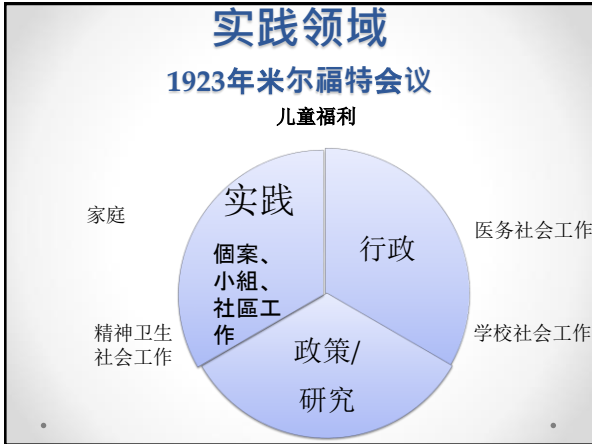 实践领域
1923年米尔福特会议
儿童福利
家庭
实践
個案、
小組、
社區工
作
行政
医务社会工作
精神卫生
社会工作
政策/
研究
学校社会工作